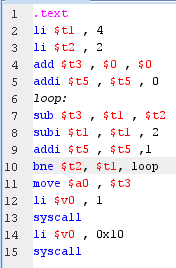 1 .text
2 li $t1 , 4
3 li $t2 , 2
4 add $t3 , $0 , $0
5 addi $t5 , $t5 , 0
6 loop:
7 sub $t3 , $t1 , $t2
8 subi $t1 , $t1 , 2
9 addi $t5 , $t5 ,1
10 bne $t2, $t1, loop
11 move $a0 , $t3
12 li $v0 , 1
13 syscall
14 li $v0 , 0x10
15 syscall